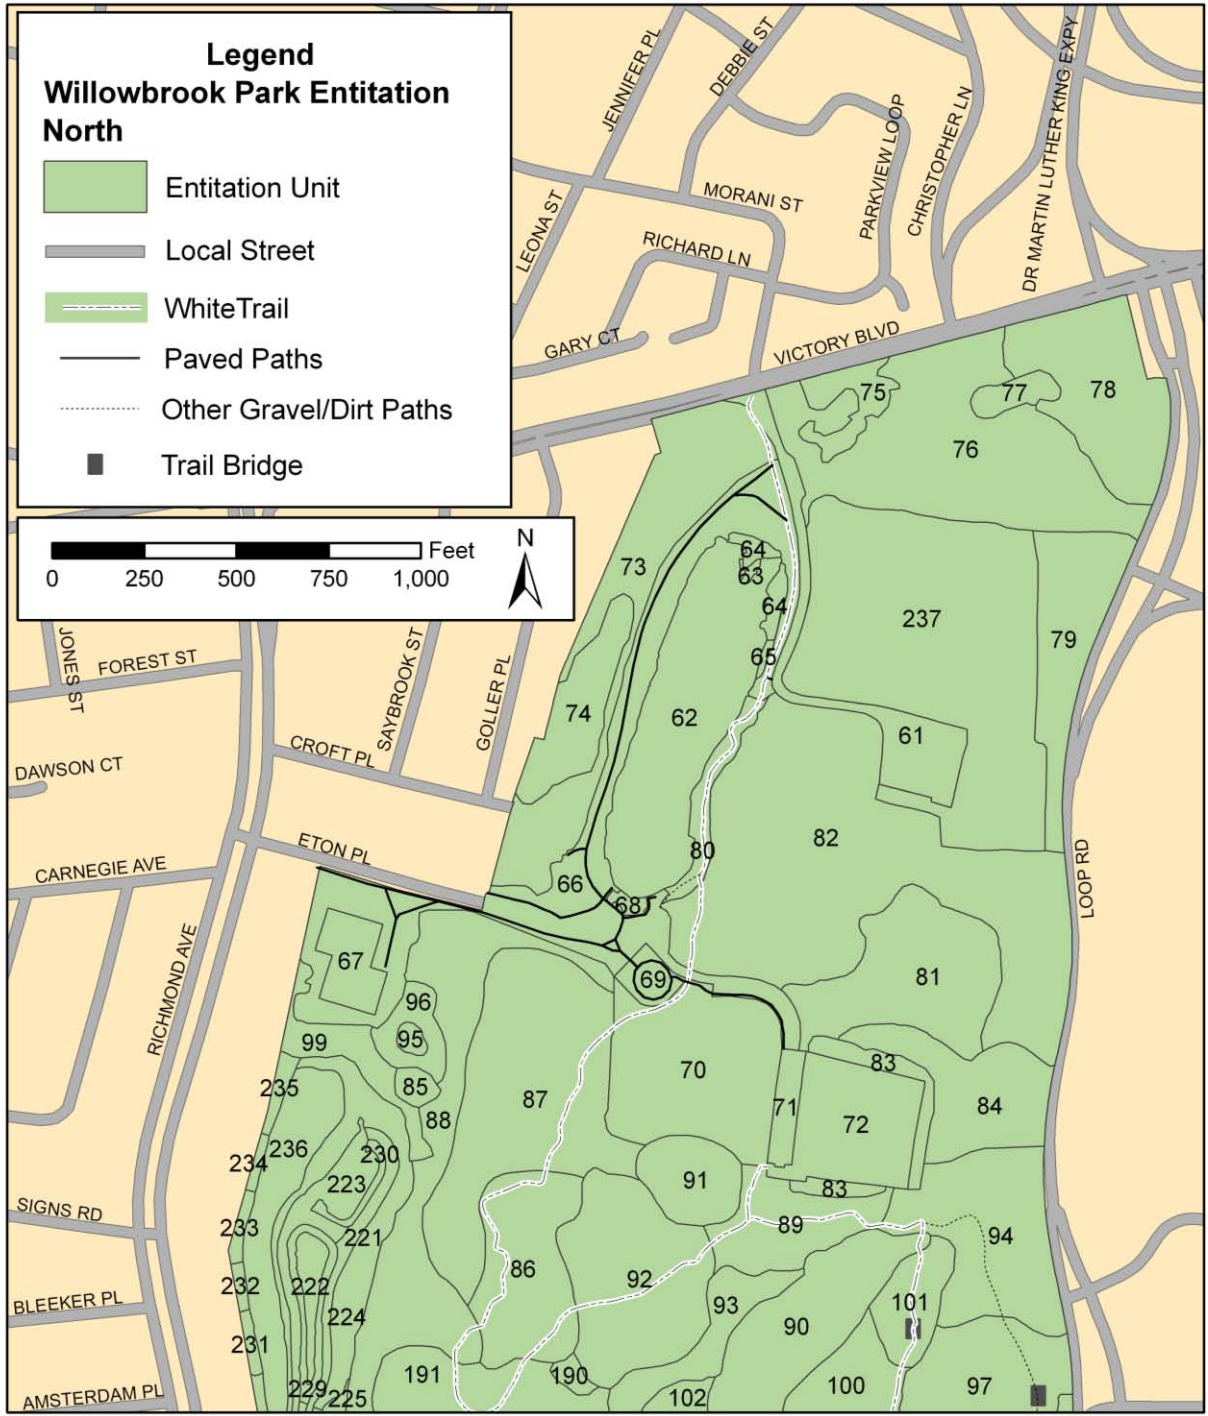 Legend
Willowbrook Park Entitation
North
Entitation Unit
Local Street
WhiteTrail
Paved Paths
Other Gravel/Dirt Paths
Trail Bridge
0 250 500 750 1,000 Feet
N
JENNIFER PL
DEBBIE ST
LEONA ST
MORANI ST
RICHARD LN
GARY CT
PARKVIEW LOOP
CHRISTOPHER LN
DR MARTIN LUTHER KING EXPY
VICTORY BLVD
JONES ST
FOREST ST
SAYBROOK ST
GOLLER PL
CROFT PL
DAWSON CT
ETON PL
CARNEGIE AVE
RICHMOND AVE
LOOP RD
SIGNS RD
BLEEKER PL
AMSTERDAM PL
75
77
78
76
64
63
73
64
237
79
65
74
62
61
80
82
66
68
67
69
81
96
95
99
83
70
235
85
87
71
72
84
88
236
230
234
223
91
83
233
221
89
94
86
92
232
222
101
224
93
90
231
191
190
229
225
102
100
97